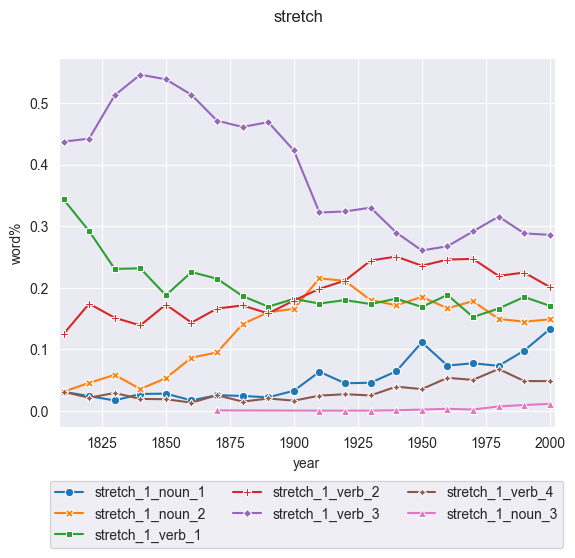 stretch
0.5
0.4
0.3
0.2
0.1
0.0
word%
1825 1850 1875 1900 1925 1950 1975 2000
year
stretch_1_noun_1 stretch_1_verb_2 stretch_1_verb_4
stretch_1_noun_2 stretch_1_verb_3 stretch_1_noun_3
stretch_1_verb_1